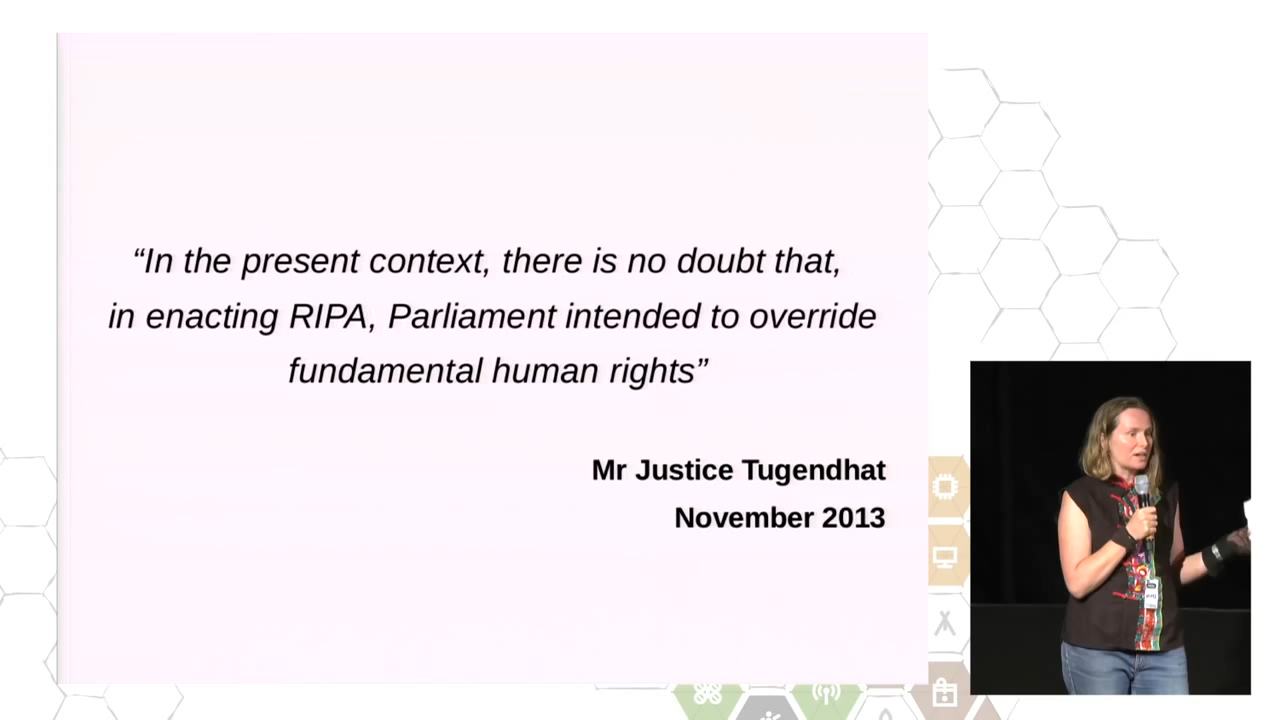 “In the present context, there is no doubt that,
in enacting RIPA, Parliament intended to override
fundamental human rights”
Mr Justice Tugendhat
November 2013